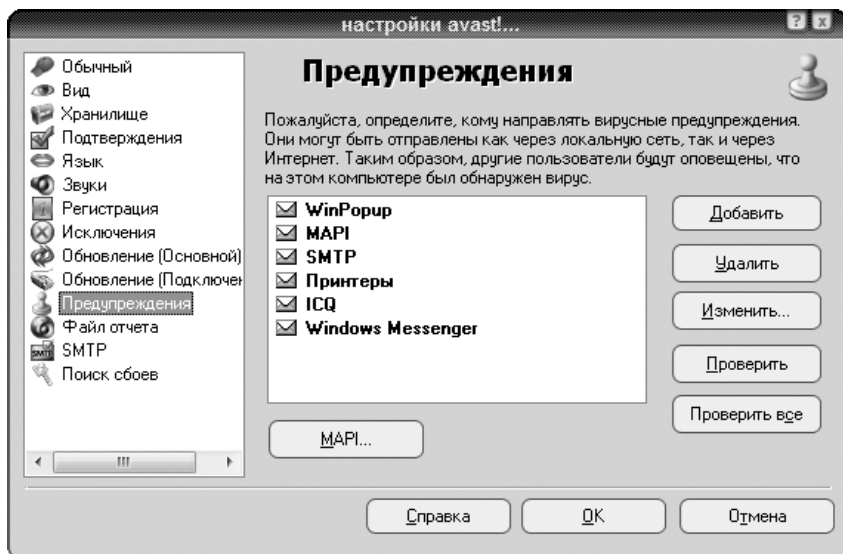 настройки avast!...
Обычный
Вид
Хранилище
Подтверждения
Язык
Звуки
Регистрация
Исключения
Обновление (Основной)
Обновление (Подключен
Предупреждения
Файл отчета
SMTP
Поиск сбоев
Предупреждения
Пожалуйста, определите, кому направлять вирусные предупреждения.
Они могут быть отправлены как через локальную сеть, так и через
Интернет. Таким образом, другие пользователи будут оповещены, что
на этом компьютере был обнаружен вирус.
WinPopup
MAPI
SMTP
Принтеры
ICQ
Windows Messenger
Добавить
Удалить
Изменить...
Проверить
Проверить все
MAPI...
Справка
OK
Отмена